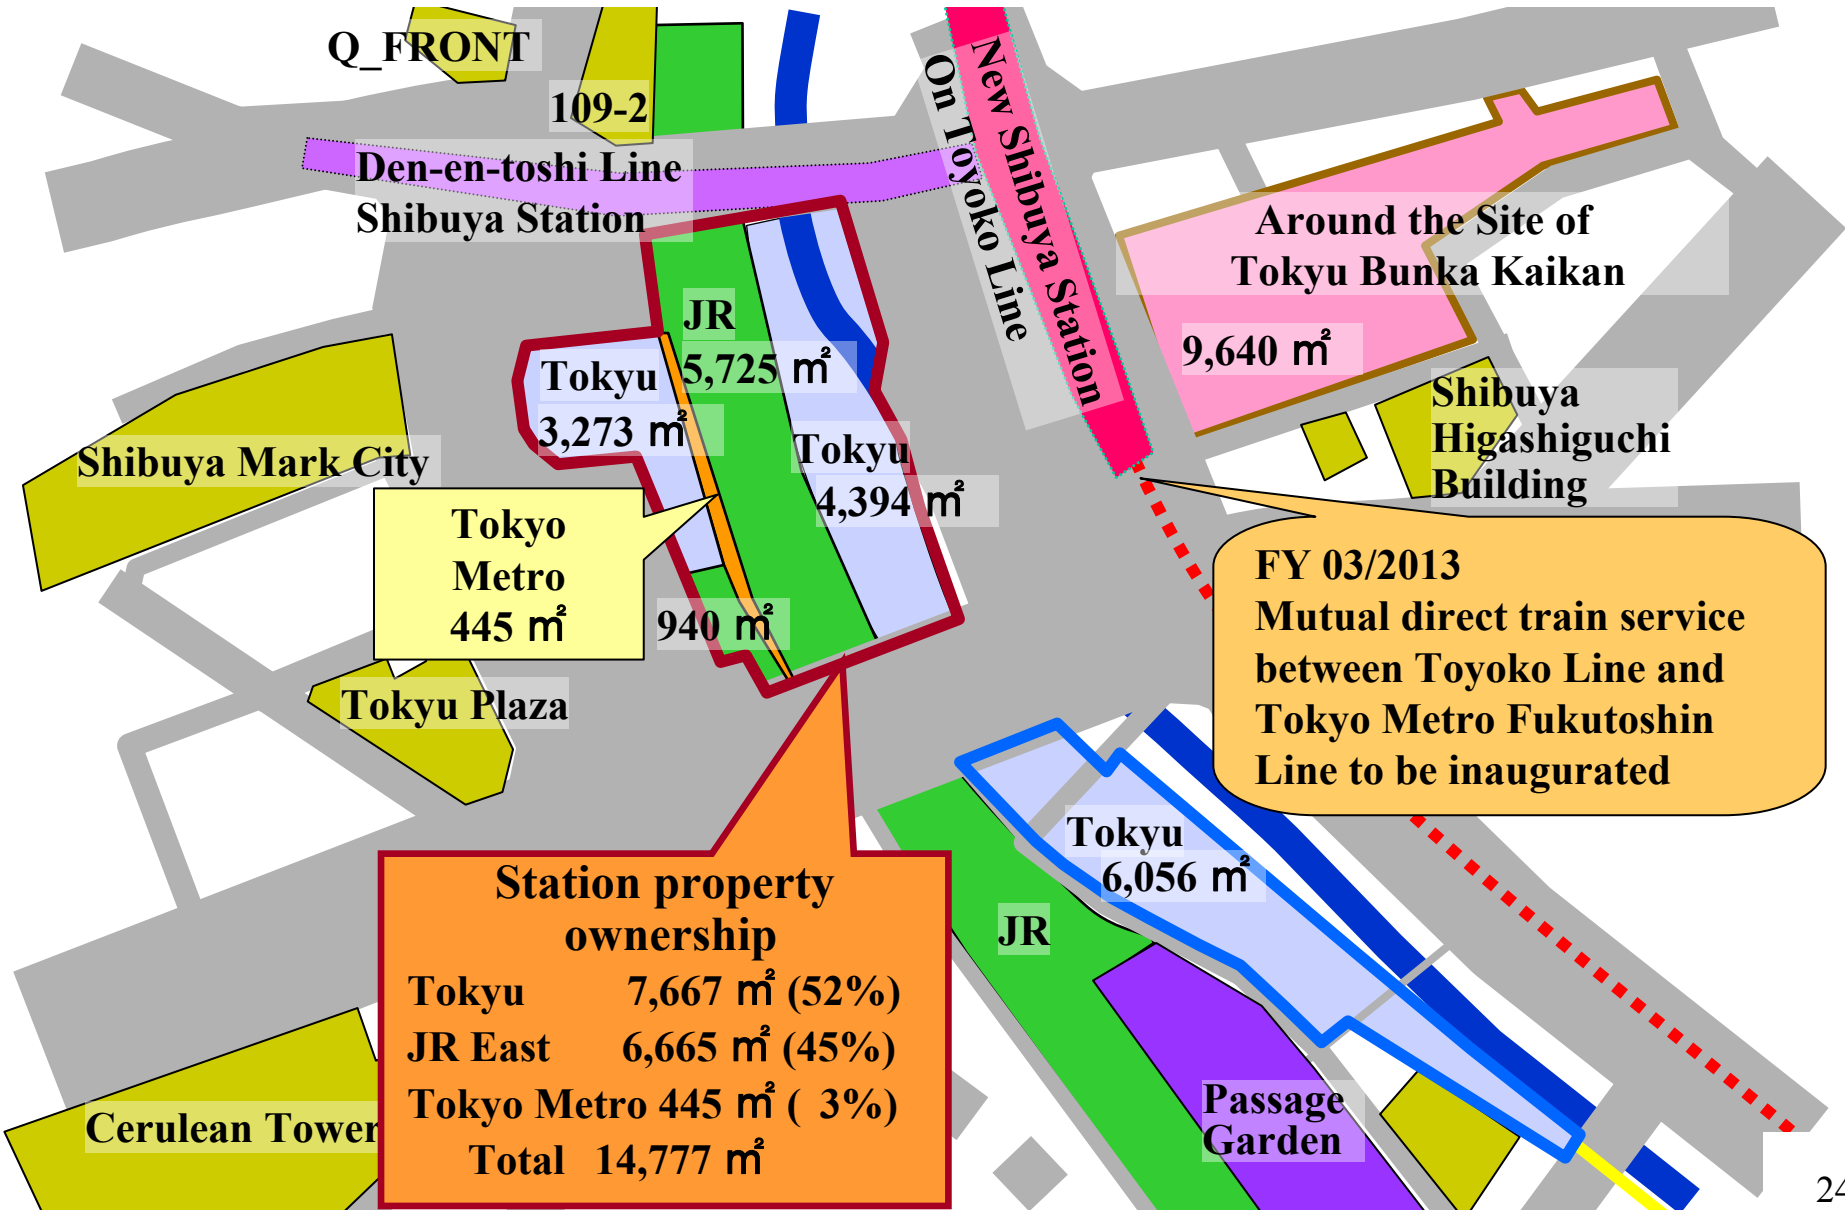 Q_FRONT
109-2
Den-en-toshi Line
Shibuya Station
New Shibuya Station
On Toyoko Line
Around the Site of
Tokyu Bunka Kaikan
9,640 ㎡
JR
5,725 ㎡
Tokyu
3,273 ㎡
Tokyu
4,394 ㎡
Shibuya Mark City
Shibuya
Higashiguchi
Building
Tokyo
Metro
445 ㎡
940 ㎡
FY 03/2013
Mutual direct train service
between Toyoko Line and
Tokyo Metro Fukutoshin
Line to be inaugurated
Tokyu Plaza
Tokyu
6,056 ㎡
JR
Station property
ownership
Tokyu 7,667 ㎡ (52%)
JR East 6,665 ㎡ (45%)
Tokyo Metro 445 ㎡ ( 3%)
Total 14,777 ㎡
Cerulean Tower
Passage
Garden
24